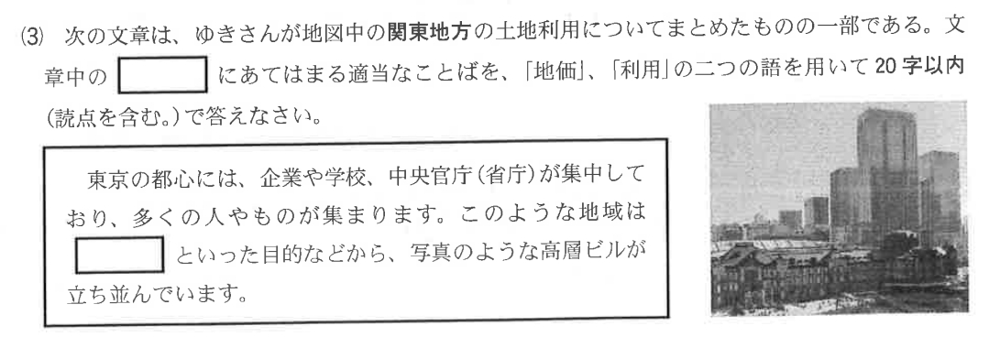 (3) 次の文章は、ゆきさんが地図中の関東地方の土地利用についてまとめたものの一部である。文
章中の　　　　にあてはまる適当なことばを、「地価」、「利用」の二つの語を用いて20字以内
(読点を含む。)で答えなさい。
東京の都心には、企業や学校、中央官庁(省庁)が集中して
おり、多くの人やものが集まります。このような地域は
といった目的などから、写真のような高層ビルが
立ち並んでいます。